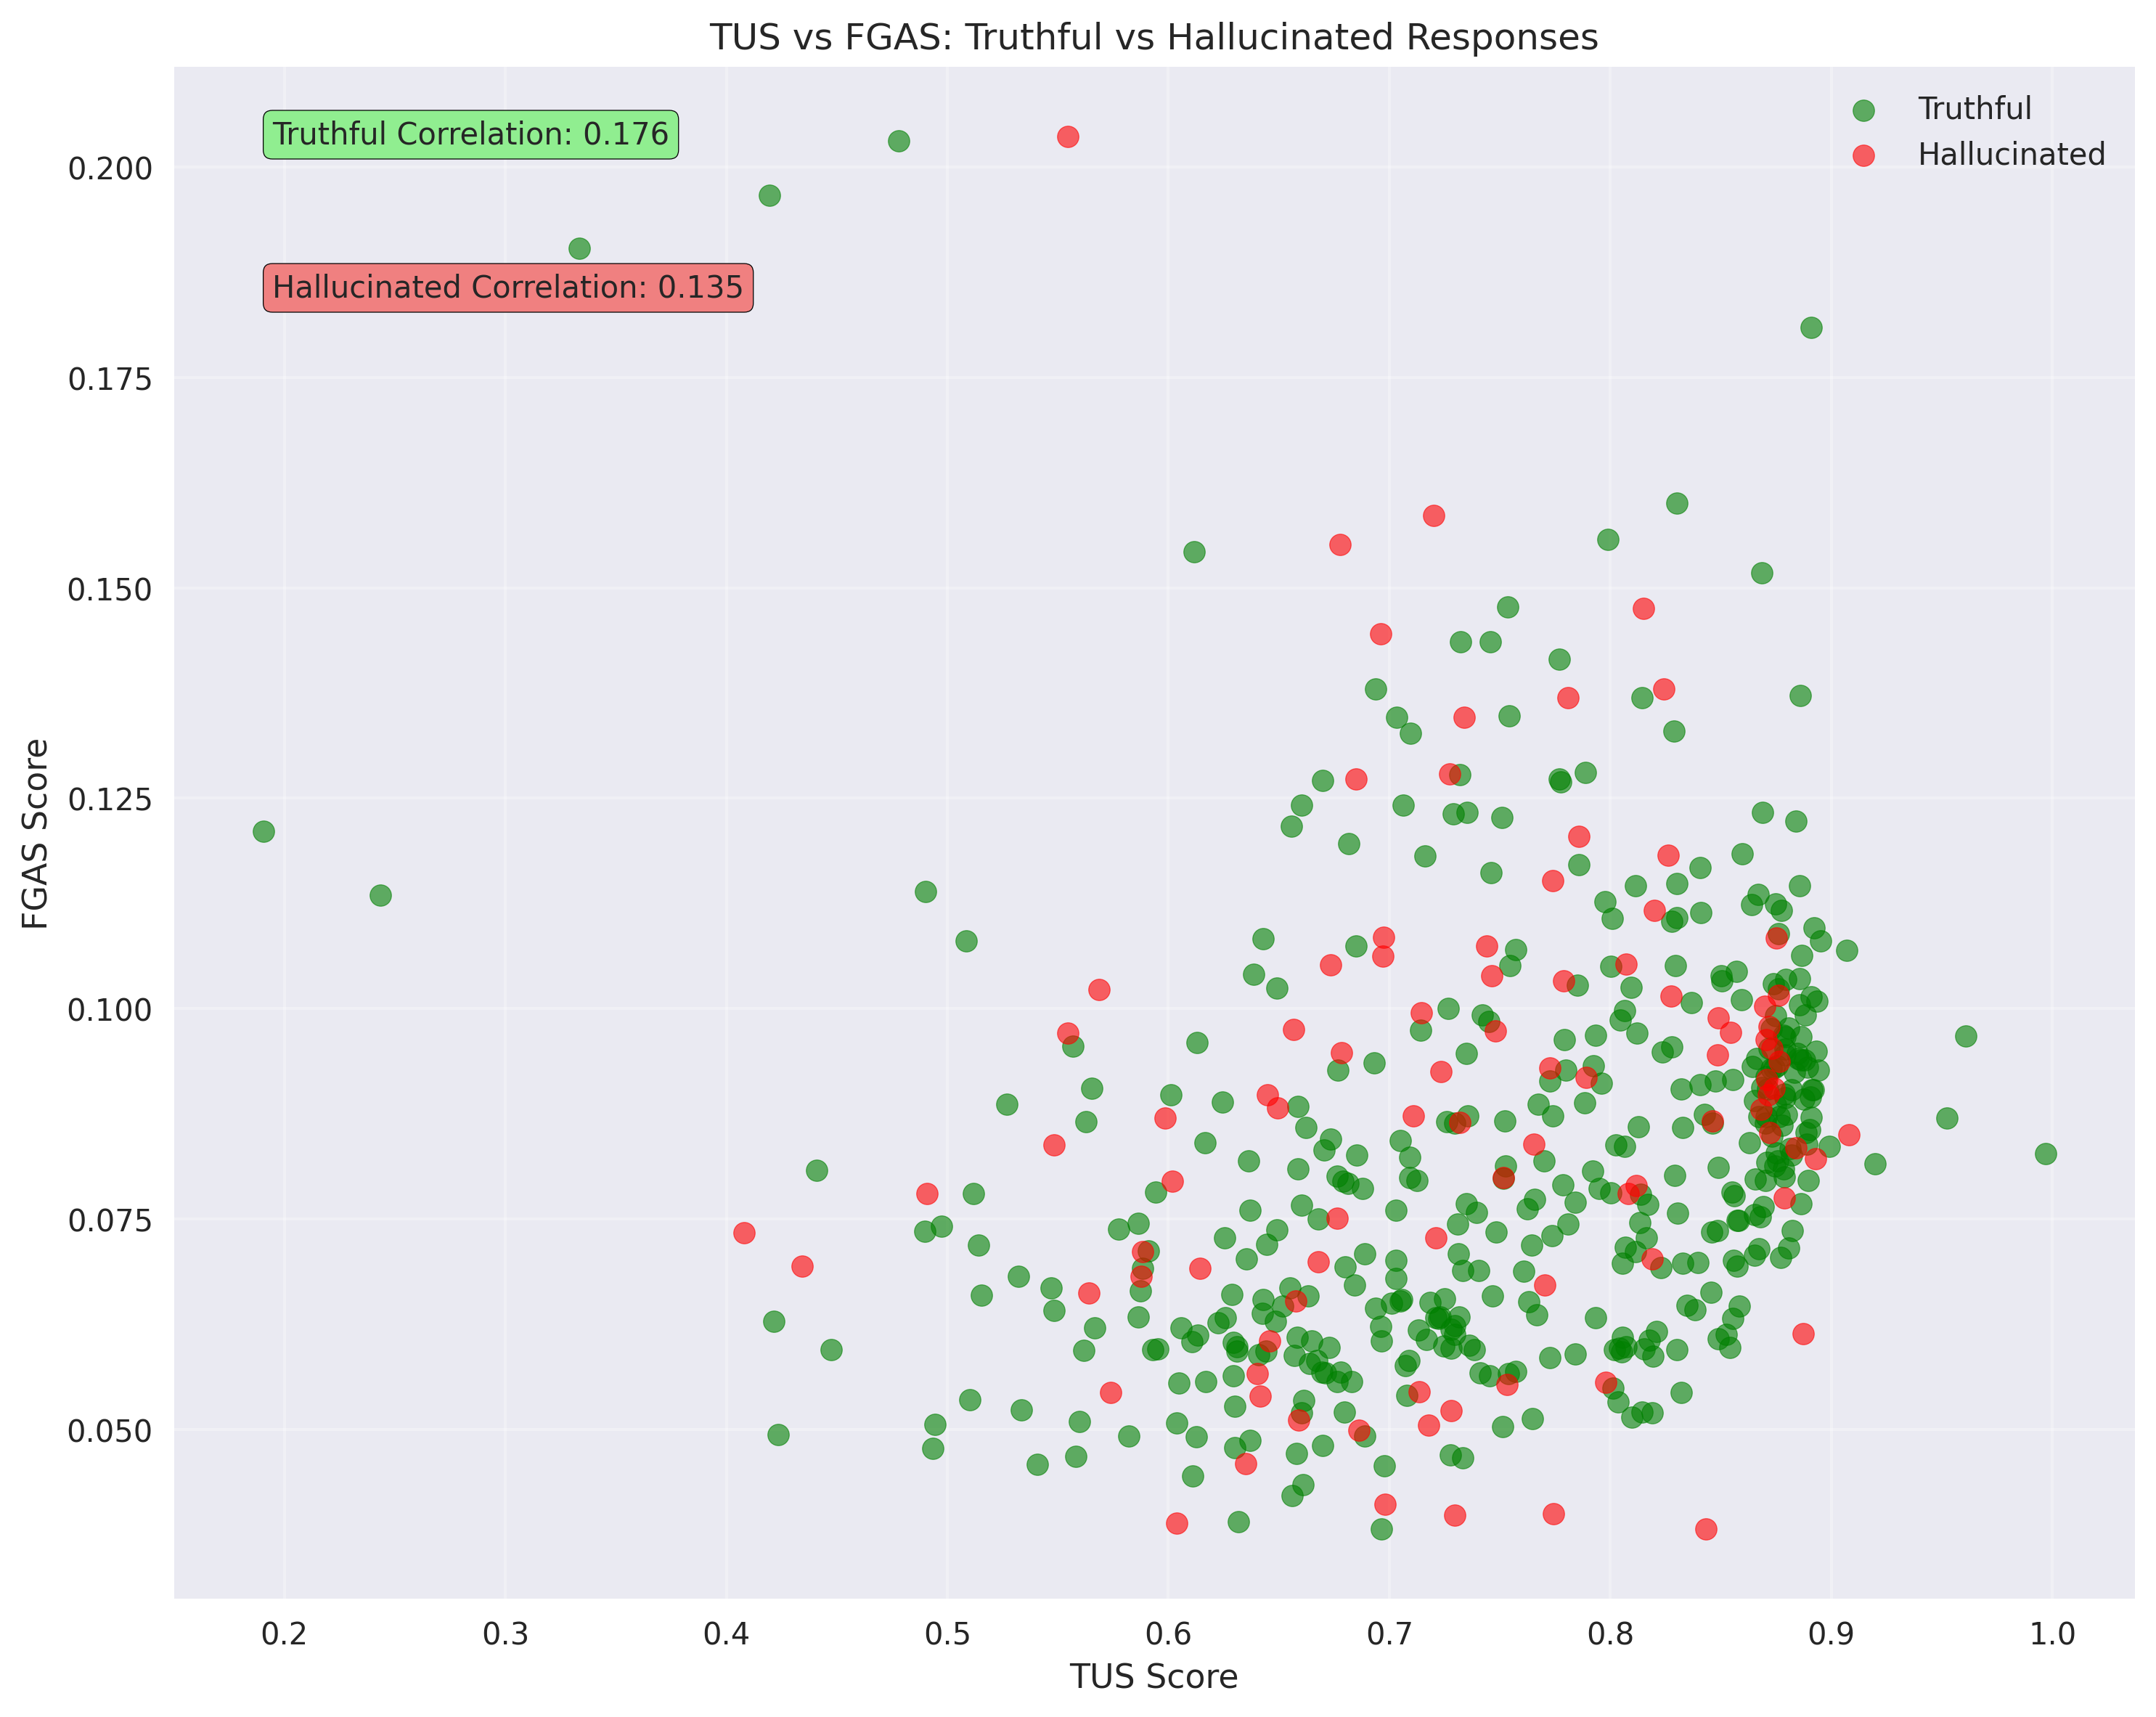 TUS vs FGAS: Truthful vs Hallucinated Responses
Truthful Correlation: 0.176
Hallucinated Correlation: 0.135
Truthful
Hallucinated
FGAS Score
0.200
0.175
0.150
0.125
0.100
0.075
0.050
0.2 0.3 0.4 0.5 0.6 0.7 0.8 0.9 1.0
TUS Score